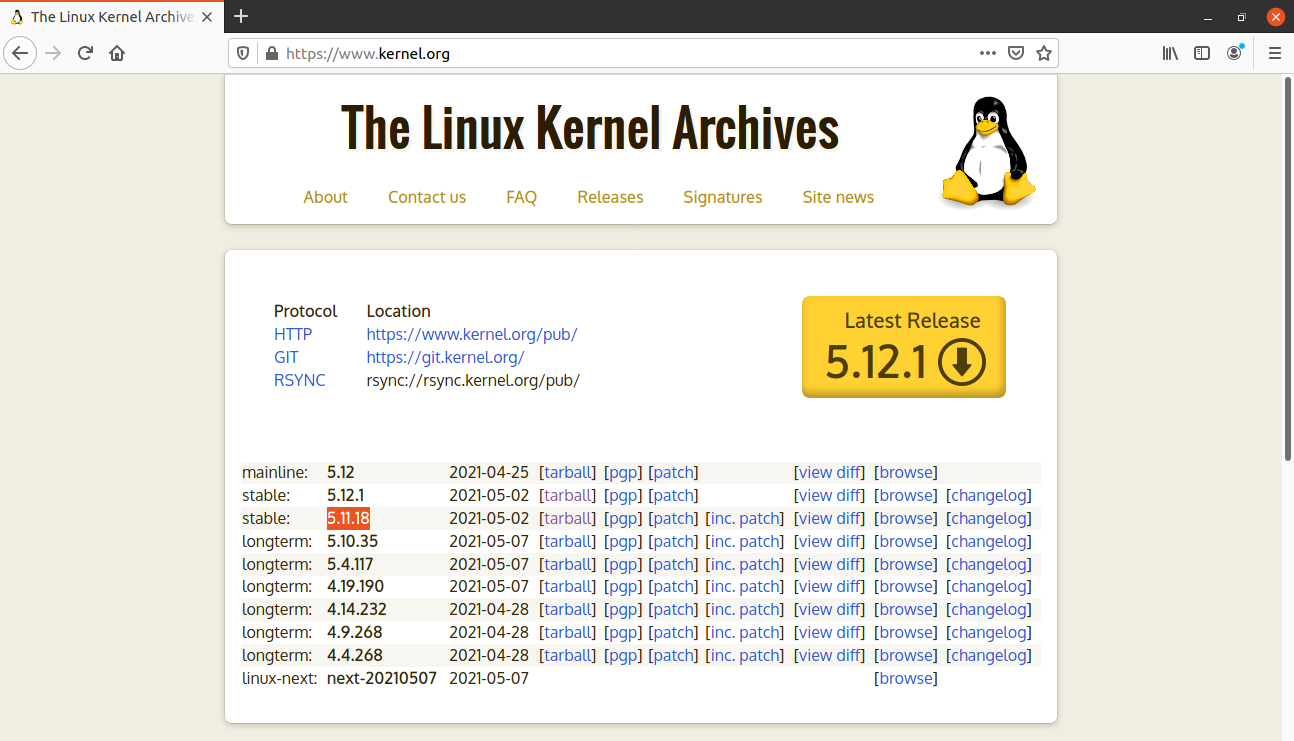 The Linux Kernel Archive
https://www.kernel.org
The Linux Kernel Archives
About Contact us FAQ Releases Signatures Site news
Protocol Location
HTTP https://www.kernel.org/pub/
GIT https://git.kernel.org/
RSYNC rsync://rsync.kernel.org/pub/
Latest Release
5.12.1
mainline: 5.12 2021-04-25 [tarball] [pgp] [patch] [view diff] [browse]
stable: 5.12.1 2021-05-02 [tarball] [pgp] [patch] [view diff] [browse] [changelog]
stable: 5.11.18 2021-05-02 [tarball] [pgp] [patch] [inc. patch] [view diff] [browse] [changelog]
longterm: 5.10.35 2021-05-07 [tarball] [pgp] [patch] [inc. patch] [view diff] [browse] [changelog]
longterm: 5.4.117 2021-05-07 [tarball] [pgp] [patch] [inc. patch] [view diff] [browse] [changelog]
longterm: 4.19.190 2021-05-07 [tarball] [pgp] [patch] [inc. patch] [view diff] [browse] [changelog]
longterm: 4.14.232 2021-04-28 [tarball] [pgp] [patch] [inc. patch] [view diff] [browse] [changelog]
longterm: 4.9.268 2021-04-28 [tarball] [pgp] [patch] [inc. patch] [view diff] [browse] [changelog]
longterm: 4.4.268 2021-04-28 [tarball] [pgp] [patch] [inc. patch] [view diff] [browse] [changelog]
linux-next: next-20210507 2021-05-07 [browse]